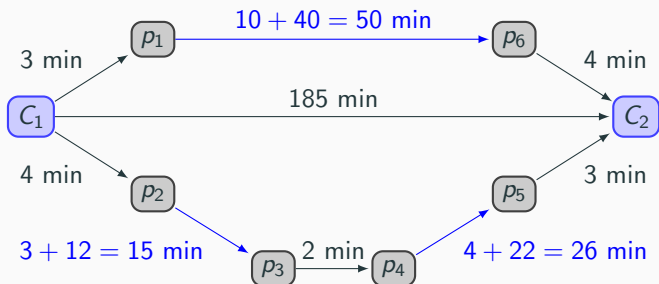 10 + 40 = 50 min
p₁
p₆
3 min
4 min
185 min
C₁
C₂
4 min
3 min
p₂
p₅
3 + 12 = 15 min
2 min
4 + 22 = 26 min
p₃
p₄